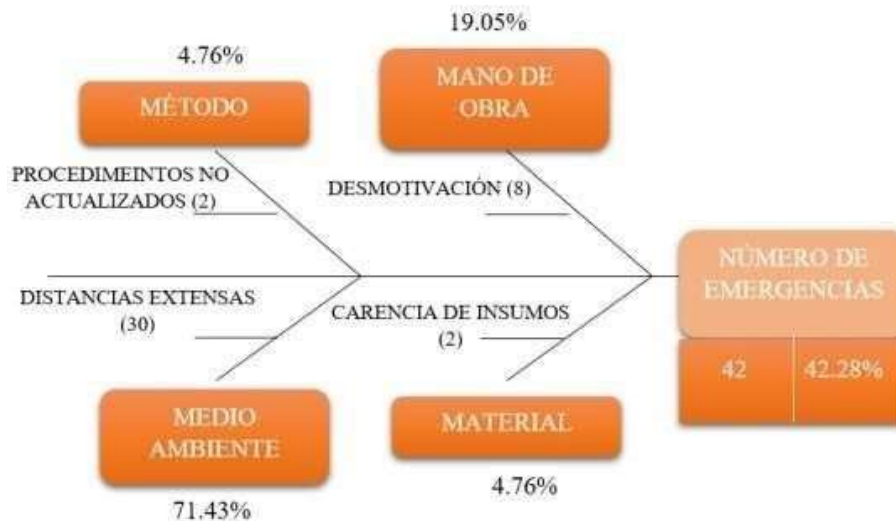 4.76%
MÉTODO
19.05%
MANO DE
OBRA
PROCEDIMEINTOS NO
ACTUALIZADOS (2)
DESMOTIVACIÓN (8)
NÚMERO DE
EMERGENCIAS
42 42.28%
DISTANCIAS EXTENSAS
(30)
CARENCIA DE INSUMOS
(2)
MEDIO
AMBIENTE
71.43%
MATERIAL
4.76%